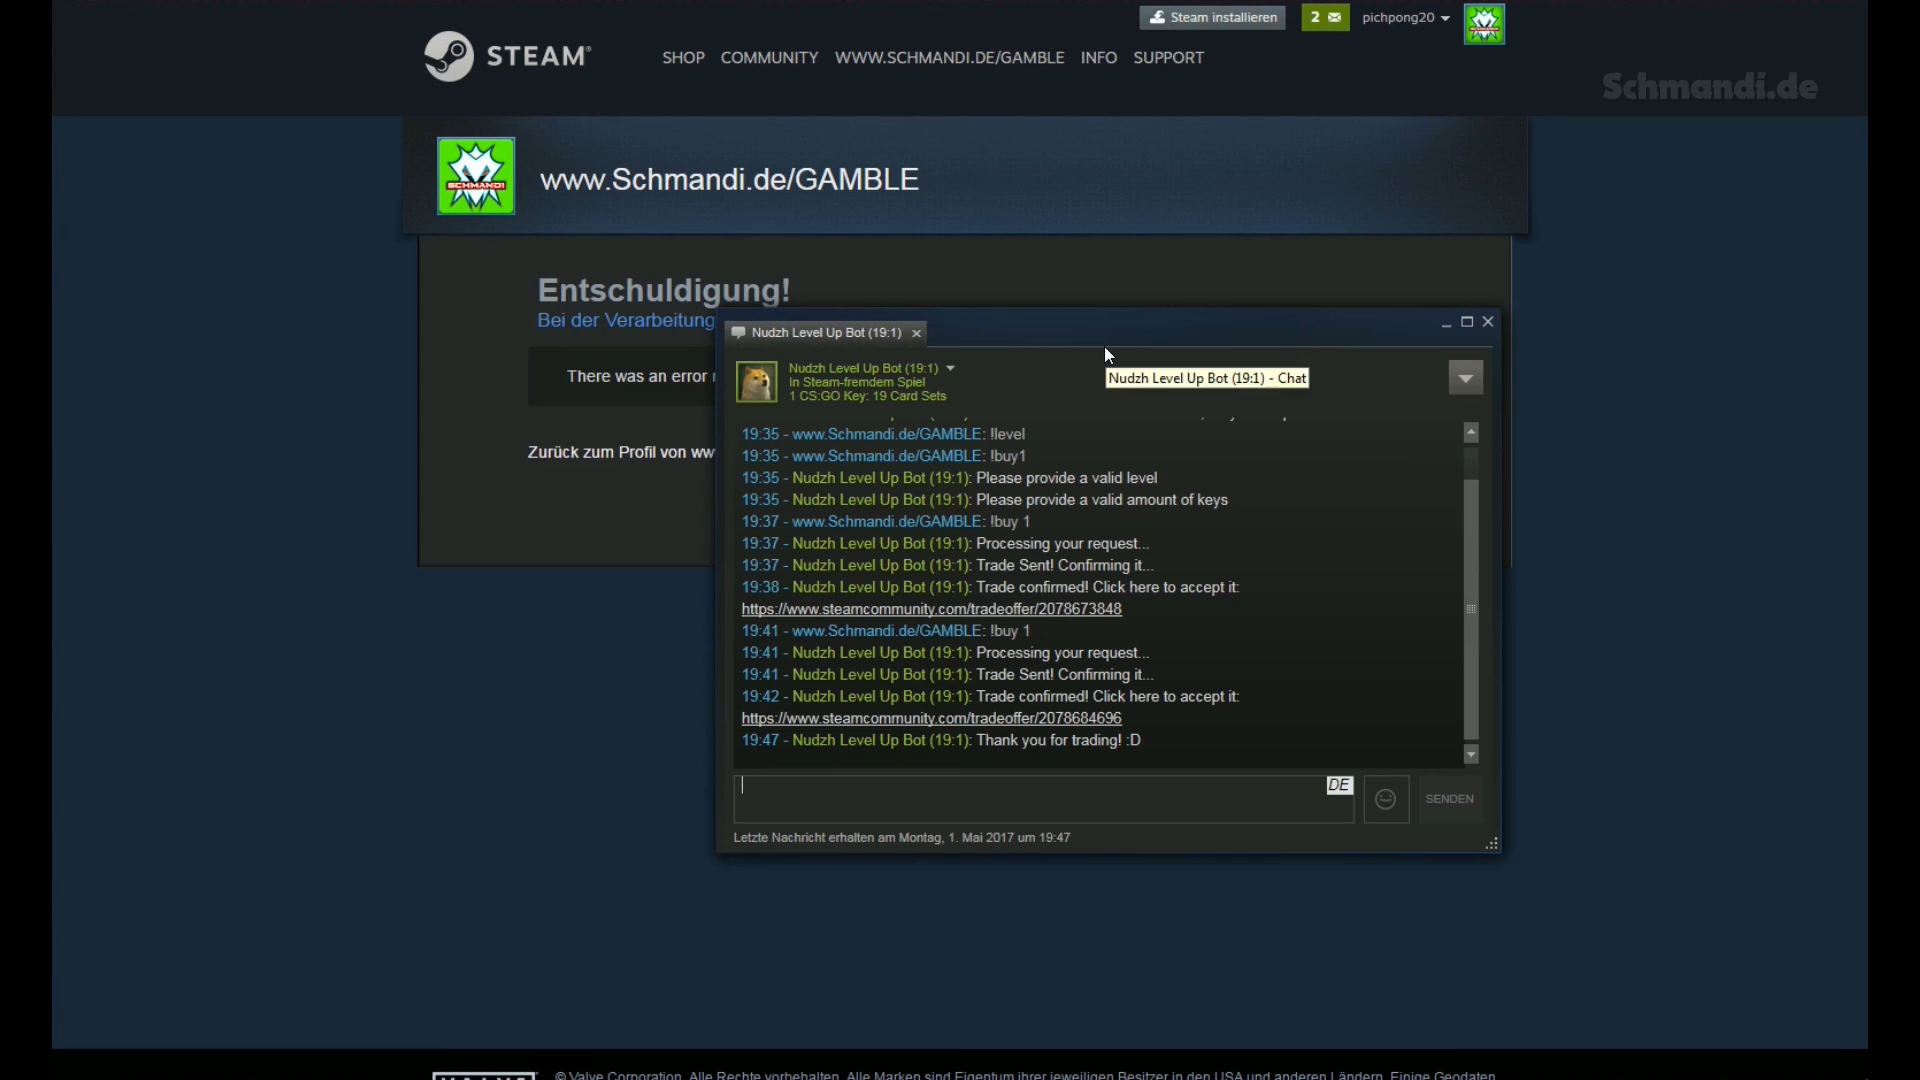 Steam installieren
2
pichpong20
STEAM
SHOP COMMUNITY WWW.SCHMANDI.DE/GAMBLE INFO SUPPORT
Schmandi.de
SCHMANDI
www.Schmandi.de/GAMBLE
Entschuldigung!
Bei der Verarbeitung
There was an error
Zurück zum Profil von
Nudzh Level Up Bot (19:1)
Nudzh Level Up Bot (19:1)
In Steam-fremdem Spiel
1 CS:GO Key: 19 Card Sets
Nudzh Level Up Bot (19:1) - Chat
19:35 - www.Schmandi.de/GAMBLE: !level
19:35 - www.Schmandi.de/GAMBLE: !buy1
19:35 - Nudzh Level Up Bot (19:1): Please provide a valid level
19:35 - Nudzh Level Up Bot (19:1): Please provide a valid amount of keys
19:37 - www.Schmandi.de/GAMBLE: !buy 1
19:37 - Nudzh Level Up Bot (19:1): Processing your request...
19:37 - Nudzh Level Up Bot (19:1): Trade Sent! Confirming it...
19:38 - Nudzh Level Up Bot (19:1): Trade confirmed! Click here to accept it:
https://www.steamcommunity.com/tradeoffer/2078673848
19:41 - www.Schmandi.de/GAMBLE: !buy 1
19:41 - Nudzh Level Up Bot (19:1): Processing your request...
19:41 - Nudzh Level Up Bot (19:1): Trade Sent! Confirming it...
19:42 - Nudzh Level Up Bot (19:1): Trade confirmed! Click here to accept it:
https://www.steamcommunity.com/tradeoffer/2078684696
19:47 - Nudzh Level Up Bot (19:1): Thank you for trading! :D
DE
SENDEN
Letzte Nachricht erhalten am Montag, 1. Mai 2017 um 19:47
© Valve Corporation. Alle Rechte vorbehalten. Alle Marken sind Eigentum ihrer jeweiligen Besitzer in den USA und anderen Ländern. Einige Geodaten